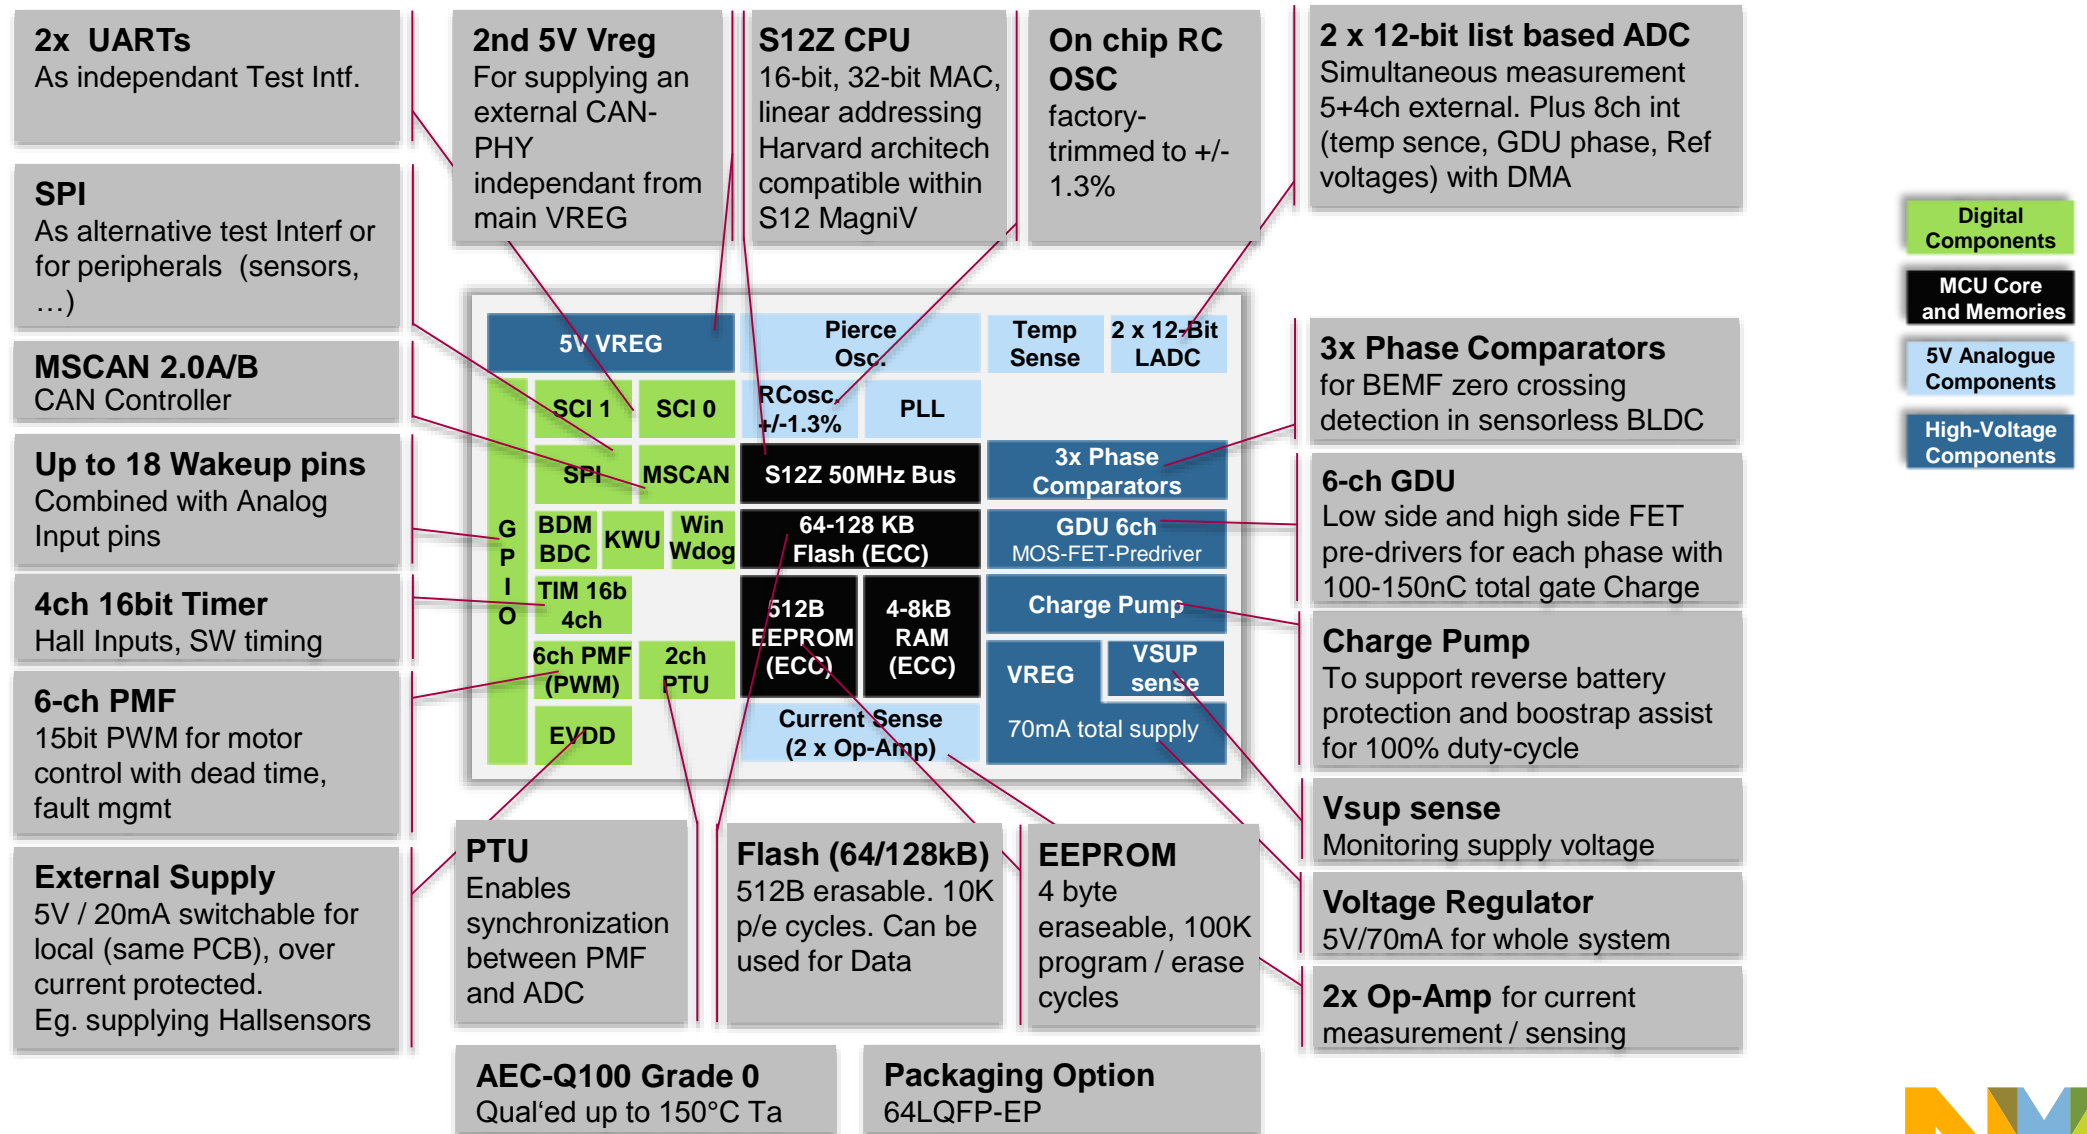 2x  UARTs
As independant Test Intf.
SPI
As alternative test Interf or
for peripherals  (sensors,
…)
MSCAN 2.0A/B
CAN Controller
Up to 18 Wakeup pins
Combined with Analog
Input pins
4ch 16bit Timer
Hall Inputs, SW timing
6-ch PMF
15bit PWM for motor
control with dead time,
fault mgmt
External Supply
5V / 20mA switchable for
local (same PCB), over
current protected.
Eg. supplying Hallsensors
2nd 5V Vreg
For supplying an
external CAN-
PHY
independant from
main VREG
S12Z CPU
16-bit, 32-bit MAC,
linear addressing
Harvard architech
compatible within
S12 MagniV
On chip RC
OSC
factory-
trimmed to +/-
1.3%
2 x 12-bit list based ADC
Simultaneous measurement
5+4ch external. Plus 8ch int
(temp sence, GDU phase, Ref
voltages) with DMA
5V VREG
Pierce
Osc.
Temp
Sense
2 x 12-Bit
LADC
GPIO
SCI 1
SCI 0
RCosc.
+/-1.3%
PLL
SPI
MSCAN
S12Z 50MHz Bus
3x Phase
Comparators
BDM
BDC
KWU
Win
Wdog
64-128 KB
Flash (ECC)
GDU 6ch
MOS-FET-Predriver
TIM 16b
4ch
512B
EEPROM
(ECC)
4-8kB
RAM
(ECC)
Charge Pump
6ch PMF
(PWM)
2ch
PTU
VREG
VSUP
sense
70mA total supply
EVDD
Current Sense
(2 x Op-Amp)
3x Phase Comparators
for BEMF zero crossing
detection in sensorless BLDC
6-ch GDU
Low side and high side FET
pre-drivers for each phase with
100-150nC total gate Charge
Charge Pump
To support reverse battery
protection and boostrap assist
for 100% duty-cycle
Vsup sense
Monitoring supply voltage
Voltage Regulator
5V/70mA for whole system
2x Op-Amp for current
measurement / sensing
PTU
Enables
synchronization
between PMF
and ADC
Flash (64/128kB)
512B erasable. 10K
p/e cycles. Can be
used for Data
EEPROM
4 byte
eraseable, 100K
program / erase
cycles
AEC-Q100 Grade 0
Qual‘ed up to 150°C Ta
Packaging Option
64LQFP-EP
Digital
Components
MCU Core
and Memories
5V Analogue
Components
High-Voltage
Components